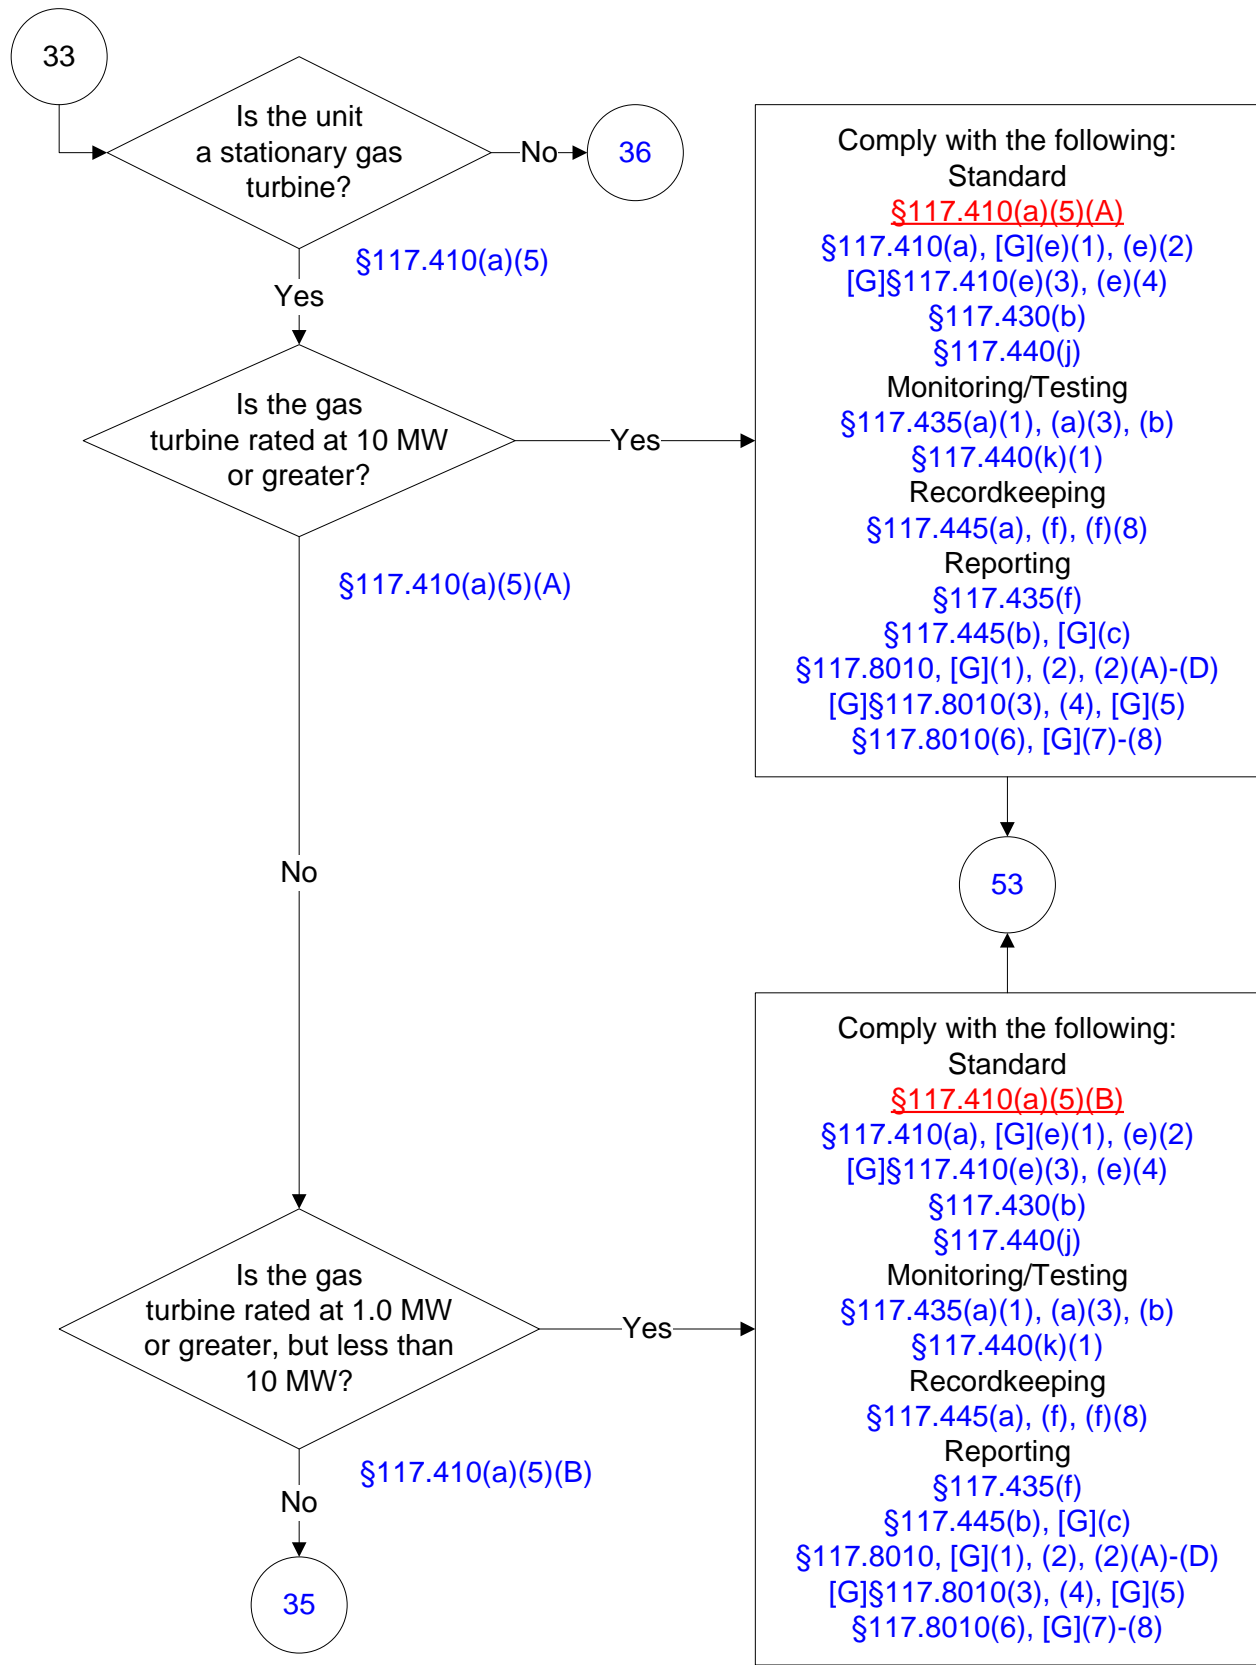 33
Is the unit
a stationary gas
turbine?
No
36
§117.410(a)(5)
Yes
Is the gas
turbine rated at 10 MW
or greater?
Yes
§117.410(a)(5)(A)
Comply with the following:
Standard
§117.410(a)(5)(A)
§117.410(a), [G](e)(1), (e)(2)
[G]§117.410(e)(3), (e)(4)
§117.430(b)
§117.440(j)
Monitoring/Testing
§117.435(a)(1), (a)(3), (b)
§117.440(k)(1)
Recordkeeping
§117.445(a), (f), (f)(8)
Reporting
§117.435(f)
§117.445(b), [G](c)
§117.8010, [G](1), (2), (2)(A)-(D)
[G]§117.8010(3), (4), [G](5)
§117.8010(6), [G](7)-(8)
No
53
Is the gas
turbine rated at 1.0 MW
or greater, but less than
10 MW?
Yes
§117.410(a)(5)(B)
No
35
Comply with the following:
Standard
§117.410(a)(5)(B)
§117.410(a), [G](e)(1), (e)(2)
[G]§117.410(e)(3), (e)(4)
§117.430(b)
§117.440(j)
Monitoring/Testing
§117.435(a)(1), (a)(3), (b)
§117.440(k)(1)
Recordkeeping
§117.445(a), (f), (f)(8)
Reporting
§117.435(f)
§117.445(b), [G](c)
§117.8010, [G](1), (2), (2)(A)-(D)
[G]§117.8010(3), (4), [G](5)
§117.8010(6), [G](7)-(8)